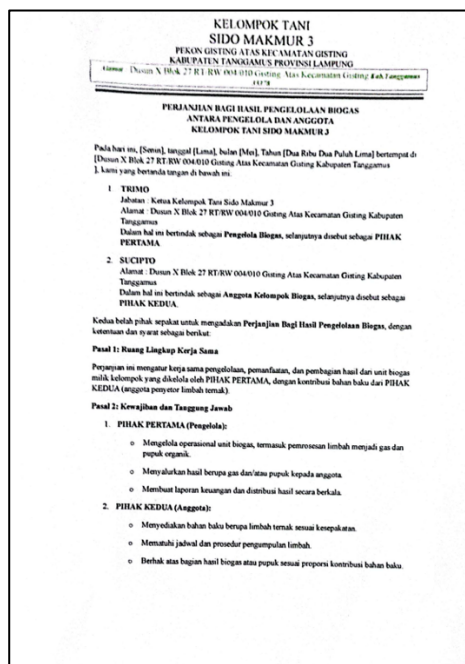 KELOMPOK TANI
SIDO MAKMUR 3
PEKON GISTING ATAS KECAMATAN GISTING
KABUPATEN TANGGAMUS PROVINSI LAMPUNG
Alamat : Dusun X Blok 27 RT/RW 004/010 Gisting Atas Kecamatan Gisting Kab.Tanggamus
PERJANJIAN BAGI HASIL PENGELOLAAN BIOGAS
ANTARA PENGELOLA DAN ANGGOTA
KELOMPOK TANI SIDO MAKMUR 3
Pada hari ini, [Senin], tanggal [Lima], bulan [Mei], Tahun [Dua Ribu Dua Puluh Lima] bertempat di
[Dusun X Blok 27 RT/RW 004/010 Gisting Atas Kecamatan Gisting Kabupaten Tanggamus
], kami yang bertanda tangan di bawah ini:
1. TRIMO
Jabatan : Ketua Kelompok Tani Sido Makmur 3
Alamat : Dusun X Blok 27 RT/RW 004/010 Gisting Atas Kecamatan Gisting Kabupaten
Tanggamus
Dalam hal ini bertindak sebagai Pengelola Biogas, selanjutnya disebut sebagai PIHAK
PERTAMA.
2. SUCIPTO
Alamat : Dusun X Blok 27 RT/RW 004/010 Gisting Atas Kecamatan Gisting Kabupaten
Tanggamus
Dalam hal ini bertindak sebagai Anggota Kelompok Biogas, selanjutnya disebut sebagai
PIHAK KEDUA.
Kedua belah pihak sepakat untuk mengadakan Perjanjian Bagi Hasil Pengelolaan Biogas, dengan
ketentuan dan syarat sebagai berikut:
Pasal 1: Ruang Lingkup Kerja Sama
Perjanjian ini mengatur kerja sama pengelolaan, pemanfaatan, dan pembagian hasil dari unit biogas
milik kelompok yang dikelola oleh PIHAK PERTAMA, dengan kontribusi bahan baku dari PIHAK
KEDUA (anggota penyetor limbah ternak).
Pasal 2: Kewajiban dan Tanggung Jawab
1. PIHAK PERTAMA (Pengelola):
o Mengelola operasional unit biogas, termasuk pemrosesan limbah menjadi gas dan
pupuk organik.
o Menyalurkan hasil berupa gas dan/atau pupuk kepada anggota.
o Membuat laporan keuangan dan distribusi hasil secara berkala.
2. PIHAK KEDUA (Anggota):
o Menyediakan bahan baku berupa limbah ternak sesuai kesepakatan.
o Mematuhi jadwal dan prosedur pengumpulan limbah.
o Berhak atas bagian hasil biogas atau pupuk sesuai proporsi kontribusi bahan baku.